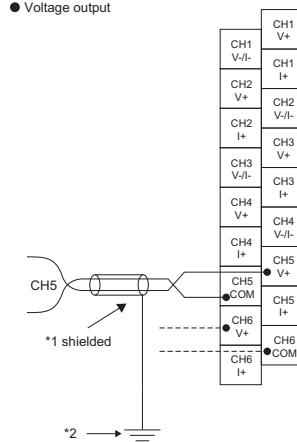 ● Voltage output
CH1
V+
CH1
V-/I-
CH1
I+
CH2
V+
CH2
V-/I-
CH2
I+
CH3
V+
CH3
V-/I-
CH3
I+
CH4
V+
CH4
V-/I-
CH4
I+
CH5
V+
CH5
COM
CH5
I+
CH6
V+
CH6
COM
CH6
I+
CH5
*1 shielded
*2